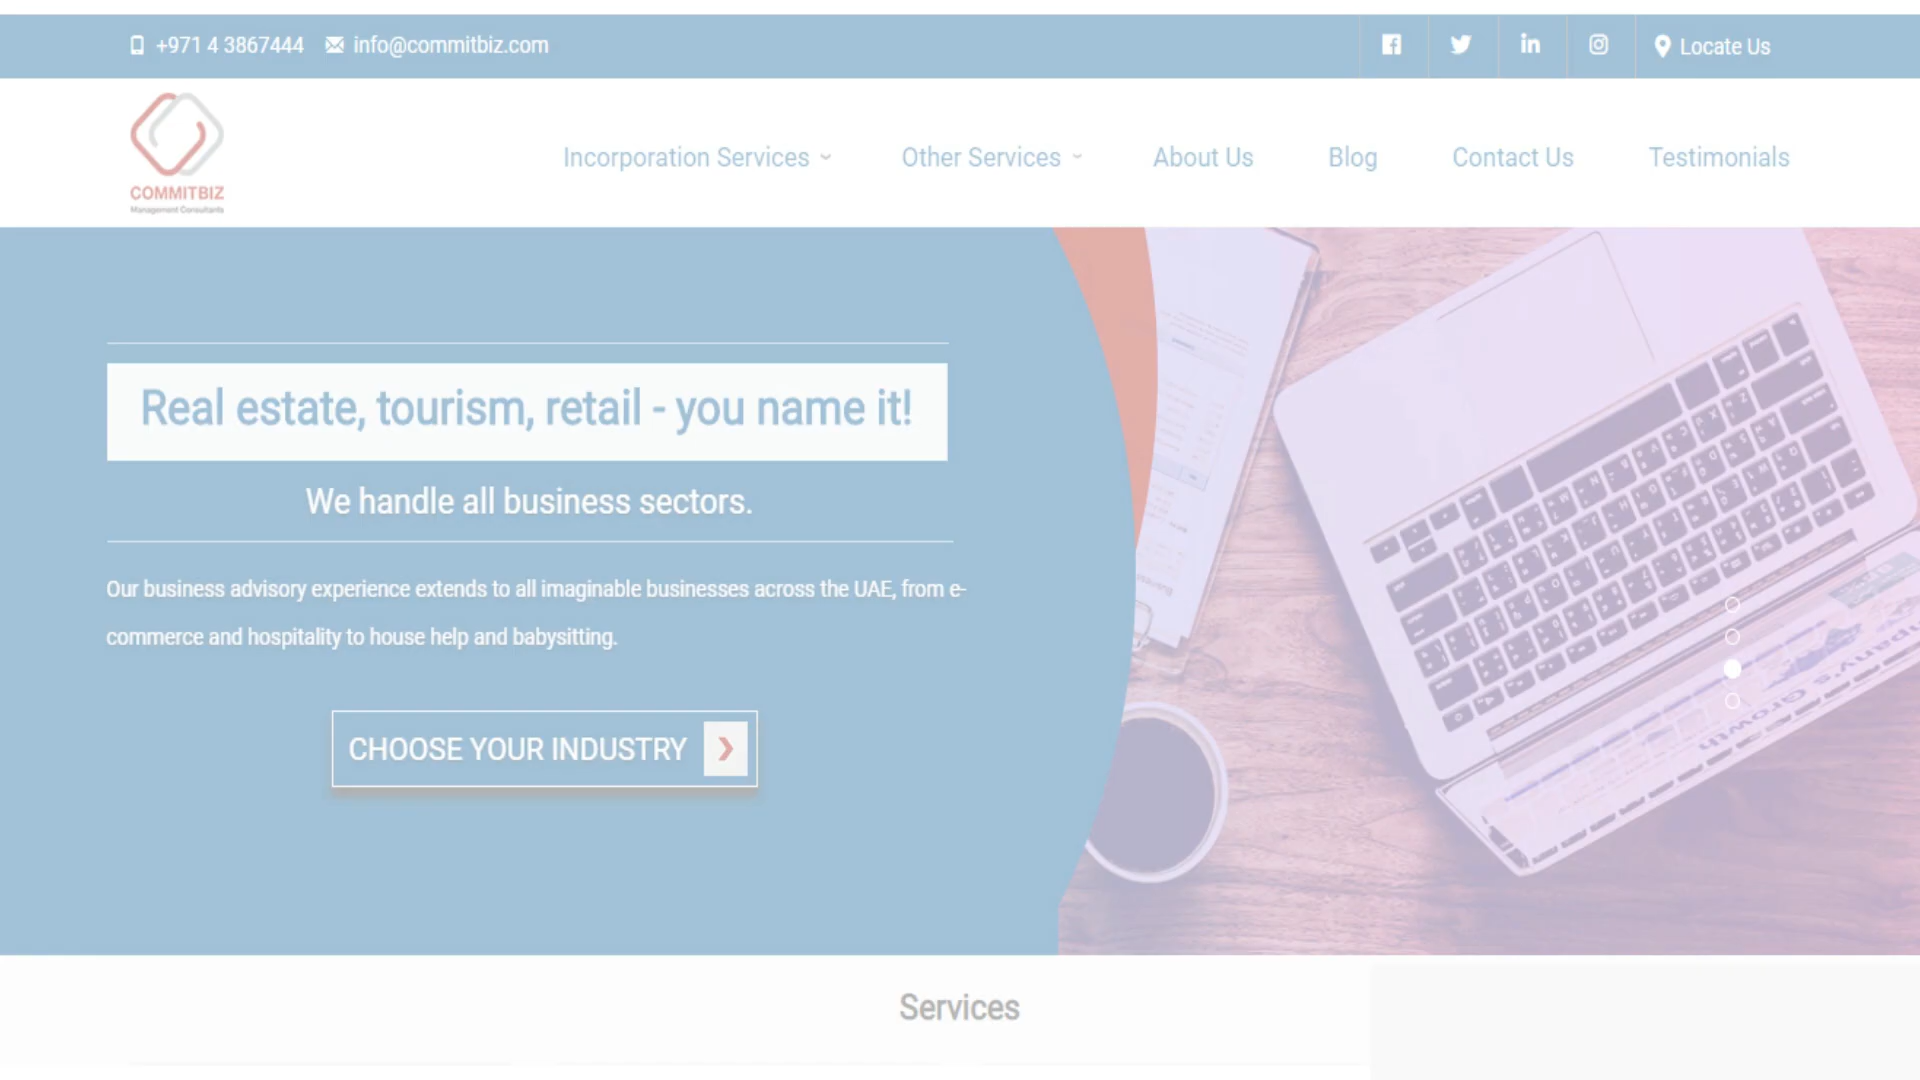 +971 4 3867444 info@commitbiz.com Locate Us
COMMITBIZ
Management Consultants
Incorporation Services Other Services About Us Blog Contact Us Testimonials
Real estate, tourism, retail - you name it!
We handle all business sectors.
Our business advisory experience extends to all imaginable businesses across the UAE, from e-
commerce and hospitality to house help and babysitting.
CHOOSE YOUR INDUSTRY
Services